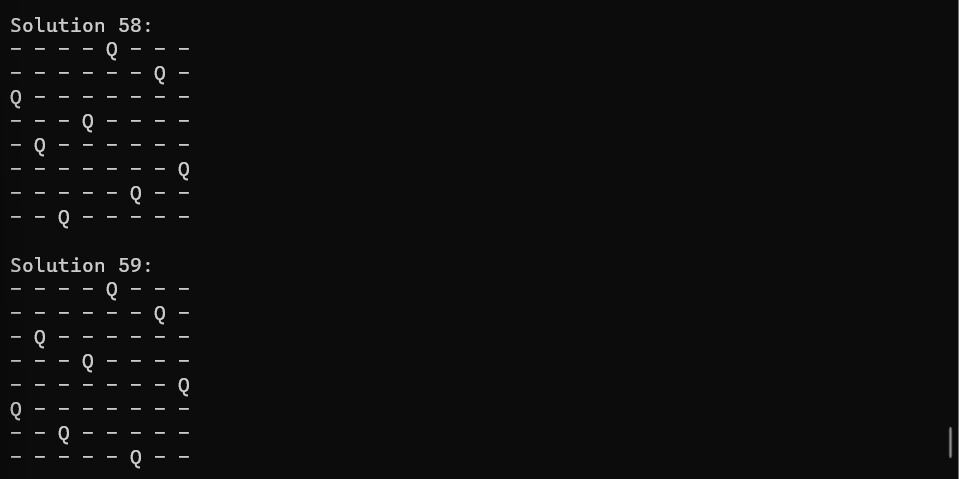 Solution 58:
- - - - Q - - -
- - - - - - Q -
Q - - - - - - -
- - - Q - - - -
- Q - - - - - -
- - - - - - - Q
- - - - - Q - -
- - Q - - - - -
Solution 59:
- - - - Q - - -
- - - - - - Q -
- Q - - - - - -
- - - Q - - - -
- - - - - - - Q
Q - - - - - - -
- - Q - - - - -
- - - - - Q - -